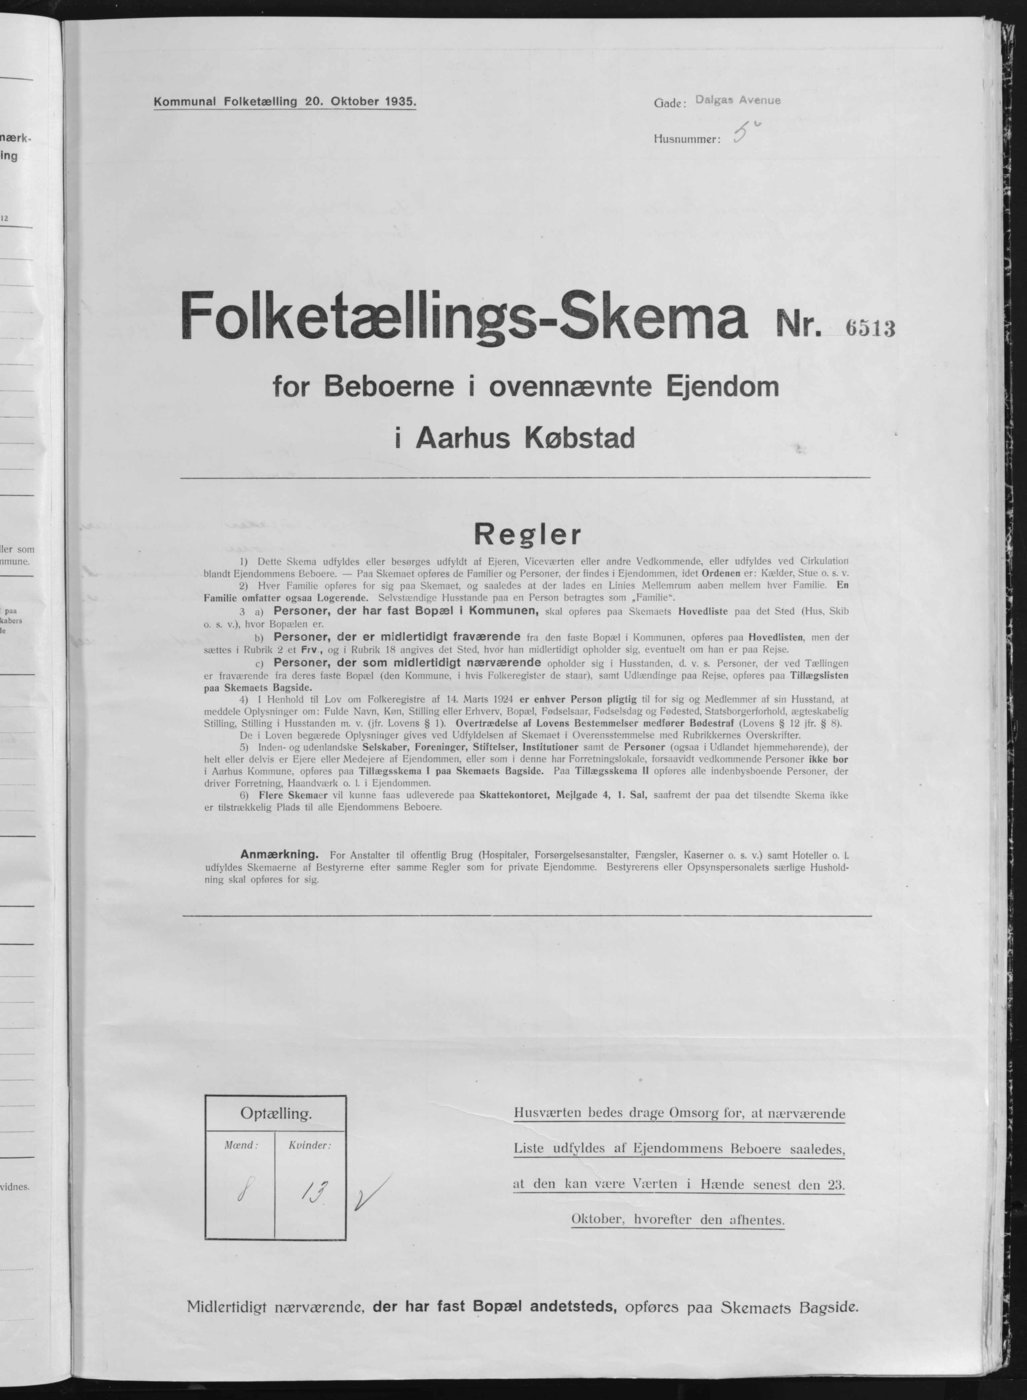 Kommunal Folketælling 20. Oktober 1935.
Gade: Dalgas Avenue
Husnummer: 5
Folketællings-Skema Nr. 6513
for Beboerne i ovennævnte Ejendom
i Aarhus Købstad
Regler
1) Dette Skema udfyldes eller besørges udfyldt af Ejeren, Viceværten eller andre Vedkommende, eller udfyldes ved Cirkulation
blandt Ejendommens Beboere. — Paa Skemaet opføres de Familier og Personer, der findes i Ejendommen, idet Ordenen er: Kælder, Stue o. s. v.
2) Hver Familie opføres for sig paa Skemaet, og saaledes at der lades en Linies Mellemrum aaben mellem hver Familie. En
Familie omfatter ogsaa Logerende. Selvstændige Husstande paa en Person betragtes som „Familie“.
3 a) Personer, der har fast Bopæl i Kommunen, skal opføres paa Skemaets Hovedliste paa det Sted (Hus, Skib
o. s. v.), hvor Bopælen er.
b) Personer, der er midlertidigt fraværende fra den faste Bopæl i Kommunen, opføres paa Hovedlisten, men der
sættes i Rubrik 2 et Frv., og i Rubrik 18 angives det Sted, hvor han midlertidigt opholder sig, eventuelt om han er paa Rejse.
c) Personer, der som midlertidigt nærværende opholder sig i Husstanden, d. v. s. Personer, der ved Tællingen
er fraværende fra deres faste Bopæl (den Kommune, i hvis Folkeregister de staar), samt Udlændinge paa Rejse, opføres paa Tillægslisten
paa Skemaets Bagside.
4) I Henhold til Lov om Folkeregistre af 14. Marts 1924 er enhver Person pligtig til for sig og Medlemmer af sin Husstand, at
meddele Oplysninger om: Fulde Navn, Køn, Stilling eller Erhverv, Bopæl, Fødselsaar, Fødselsdag og Fødested, Statsborgerforhold, ægteskabelig
Stilling, Stilling i Husstanden m. v. (jfr. Lovens § 1). Overtrædelse af Lovens Bestemmelser medfører Bødestraf (Lovens § 12 jfr. § 8).
De i Loven begærede Oplysninger gives ved Udfyldelsen af Skemaet i Overensstemmelse med Rubrikkernes Overskrifter.
5) Inden- og udenlandske Selskaber, Foreninger, Stiftelser, Institutioner samt de Personer (ogsaa i Udlandet hjemmehørende), der
helt eller delvis er Ejere eller Medejere af Ejendommen, eller som i denne har Forretningslokale, forsaavidt vedkommende Personer ikke bor
i Aarhus Kommune, opføres paa Tillægsskema I paa Skemaets Bagside. Paa Tillægsskema II opføres alle indenbysboende Personer, der
driver Forretning, Haandværk o. l. i Ejendommen.
6) Flere Skemaer vil kunne faas udleverede paa Skattekontoret, Mejlgade 4, 1. Sal, saafremt der paa det tilsendte Skema ikke
er tilstrækkelig Plads til alle Ejendommens Beboere.
Anmærkning. For Anstalter til offentlig Brug (Hospitaler, Forsørgelsesanstalter, Fængsler, Kaserner o. s. v.) samt Hoteller o. l.
udfyldes Skemaerne af Bestyrerne efter samme Regler som for private Ejendomme. Bestyrerens eller Opsynspersonalets særlige Hushold-
ning skal opføres for sig.
Optælling.
Mænd: Kvinder:
8 13
Husværten bedes drage Omsorg for, at nærværende
Liste udfyldes af Ejendommens Beboere saaledes,
at den kan være Værten i Hænde senest den 23.
Oktober, hvorefter den afhentes.
Midlertidigt nærværende, der har fast Bopæl andetsteds, opføres paa Skemaets Bagside.